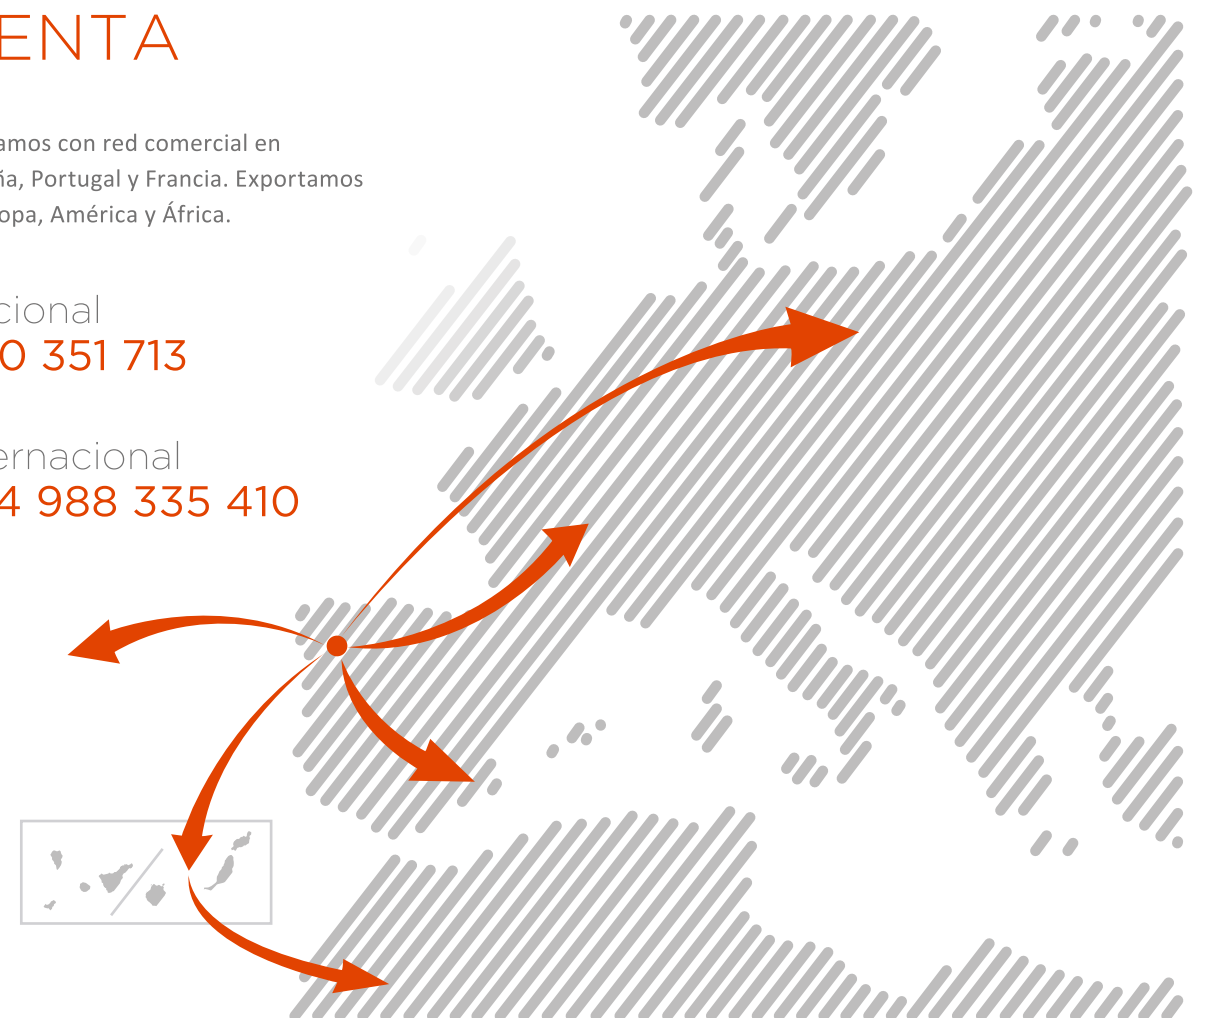 ENTA
amos con red comercial en
ña, Portugal y Francia. Exportamos
opa, América y África.
cional
0 351 713
ernacional
4 988 335 410